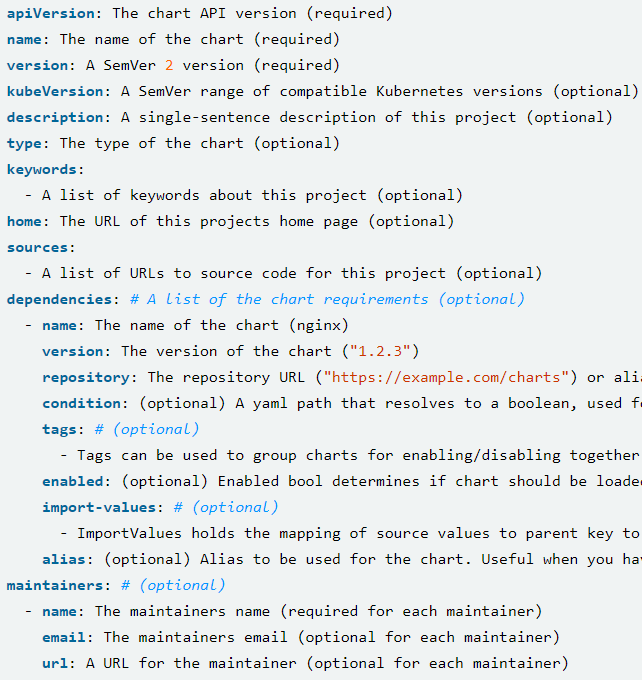 apiVersion: The chart API version (required)
name: The name of the chart (required)
version: A SemVer 2 version (required)
kubeVersion: A SemVer range of compatible Kubernetes versions (optional)
description: A single-sentence description of this project (optional)
type: The type of the chart (optional)
keywords:
  - A list of keywords about this project (optional)
home: The URL of this projects home page (optional)
sources:
  - A list of URLs to source code for this project (optional)
dependencies: # A list of the chart requirements (optional)
  - name: The name of the chart (nginx)
    version: The version of the chart ("1.2.3")
    repository: The repository URL ("https://example.com/charts") or
    condition: (optional) A yaml path that resolves to a boolean, used
    tags: # (optional)
      - Tags can be used to group charts for enabling/disabling together
    enabled: (optional) Enabled bool determines if chart should be loaded
    import-values: # (optional)
      - ImportValues holds the mapping of source values to parent key to
    alias: (optional) Alias to be used for the chart. Useful when you
maintainers: # (optional)
  - name: The maintainers name (required for each maintainer)
    email: The maintainers email (optional for each maintainer)
    url: A URL for the maintainer (optional for each maintainer)